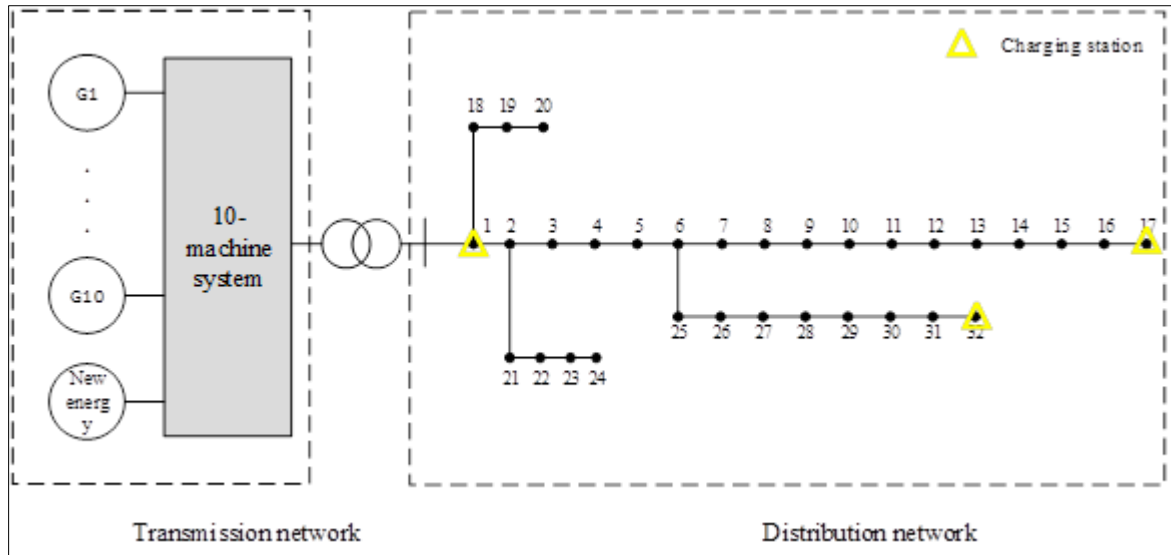 Charging station
G1
.
.
.
.
G10
New
energ
y
10-
machine
system
18 19 20
1 2 3 4 5 6 7 8 9 10 11 12 13 14 15 16 17
25 26 27 28 29 30 31 32
21 22 23 24
Transmission network
Distribution network